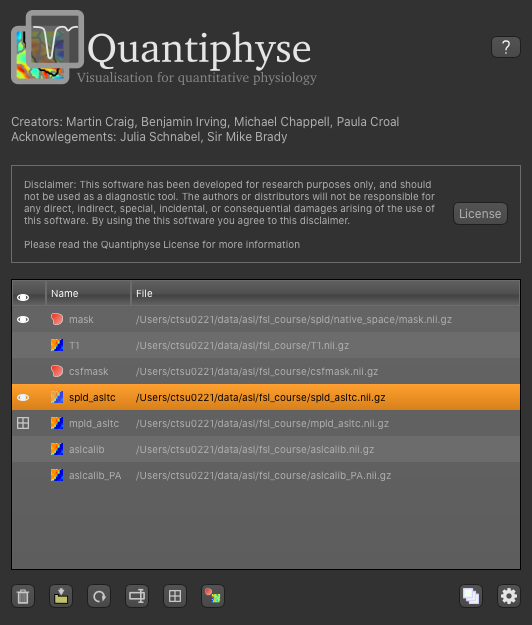 Quantiphyse
Visualisation for quantitative physiology
?
Creators: Martin Craig, Benjamin Irving, Michael Chappell, Paula Croal
Acknowlegements: Julia Schnabel, Sir Mike Brady
Disclaimer: This software has been developed for research purposes only, and should
not be used as a diagnostic tool. The authors or distributors will not be responsible for
any direct, indirect, special, incidental, or consequential damages arising of the use of
this software. By using the this software you agree to this disclaimer.
Please read the Quantiphyse License for more information
License
Name File
mask /Users/ctsu0221/data/asl/fsl_course/spld/native_space/mask.nii.gz
T1 /Users/ctsu0221/data/asl/fsl_course/T1.nii.gz
csfmask /Users/ctsu0221/data/asl/fsl_course/csfmask.nii.gz
spld_asltc /Users/ctsu0221/data/asl/fsl_course/spld_asltc.nii.gz
mpld_asltc /Users/ctsu0221/data/asl/fsl_course/mpld_asltc.nii.gz
aslcalib /Users/ctsu0221/data/asl/fsl_course/aslcalib.nii.gz
aslcalib_PA /Users/ctsu0221/data/asl/fsl_course/aslcalib_PA.nii.gz